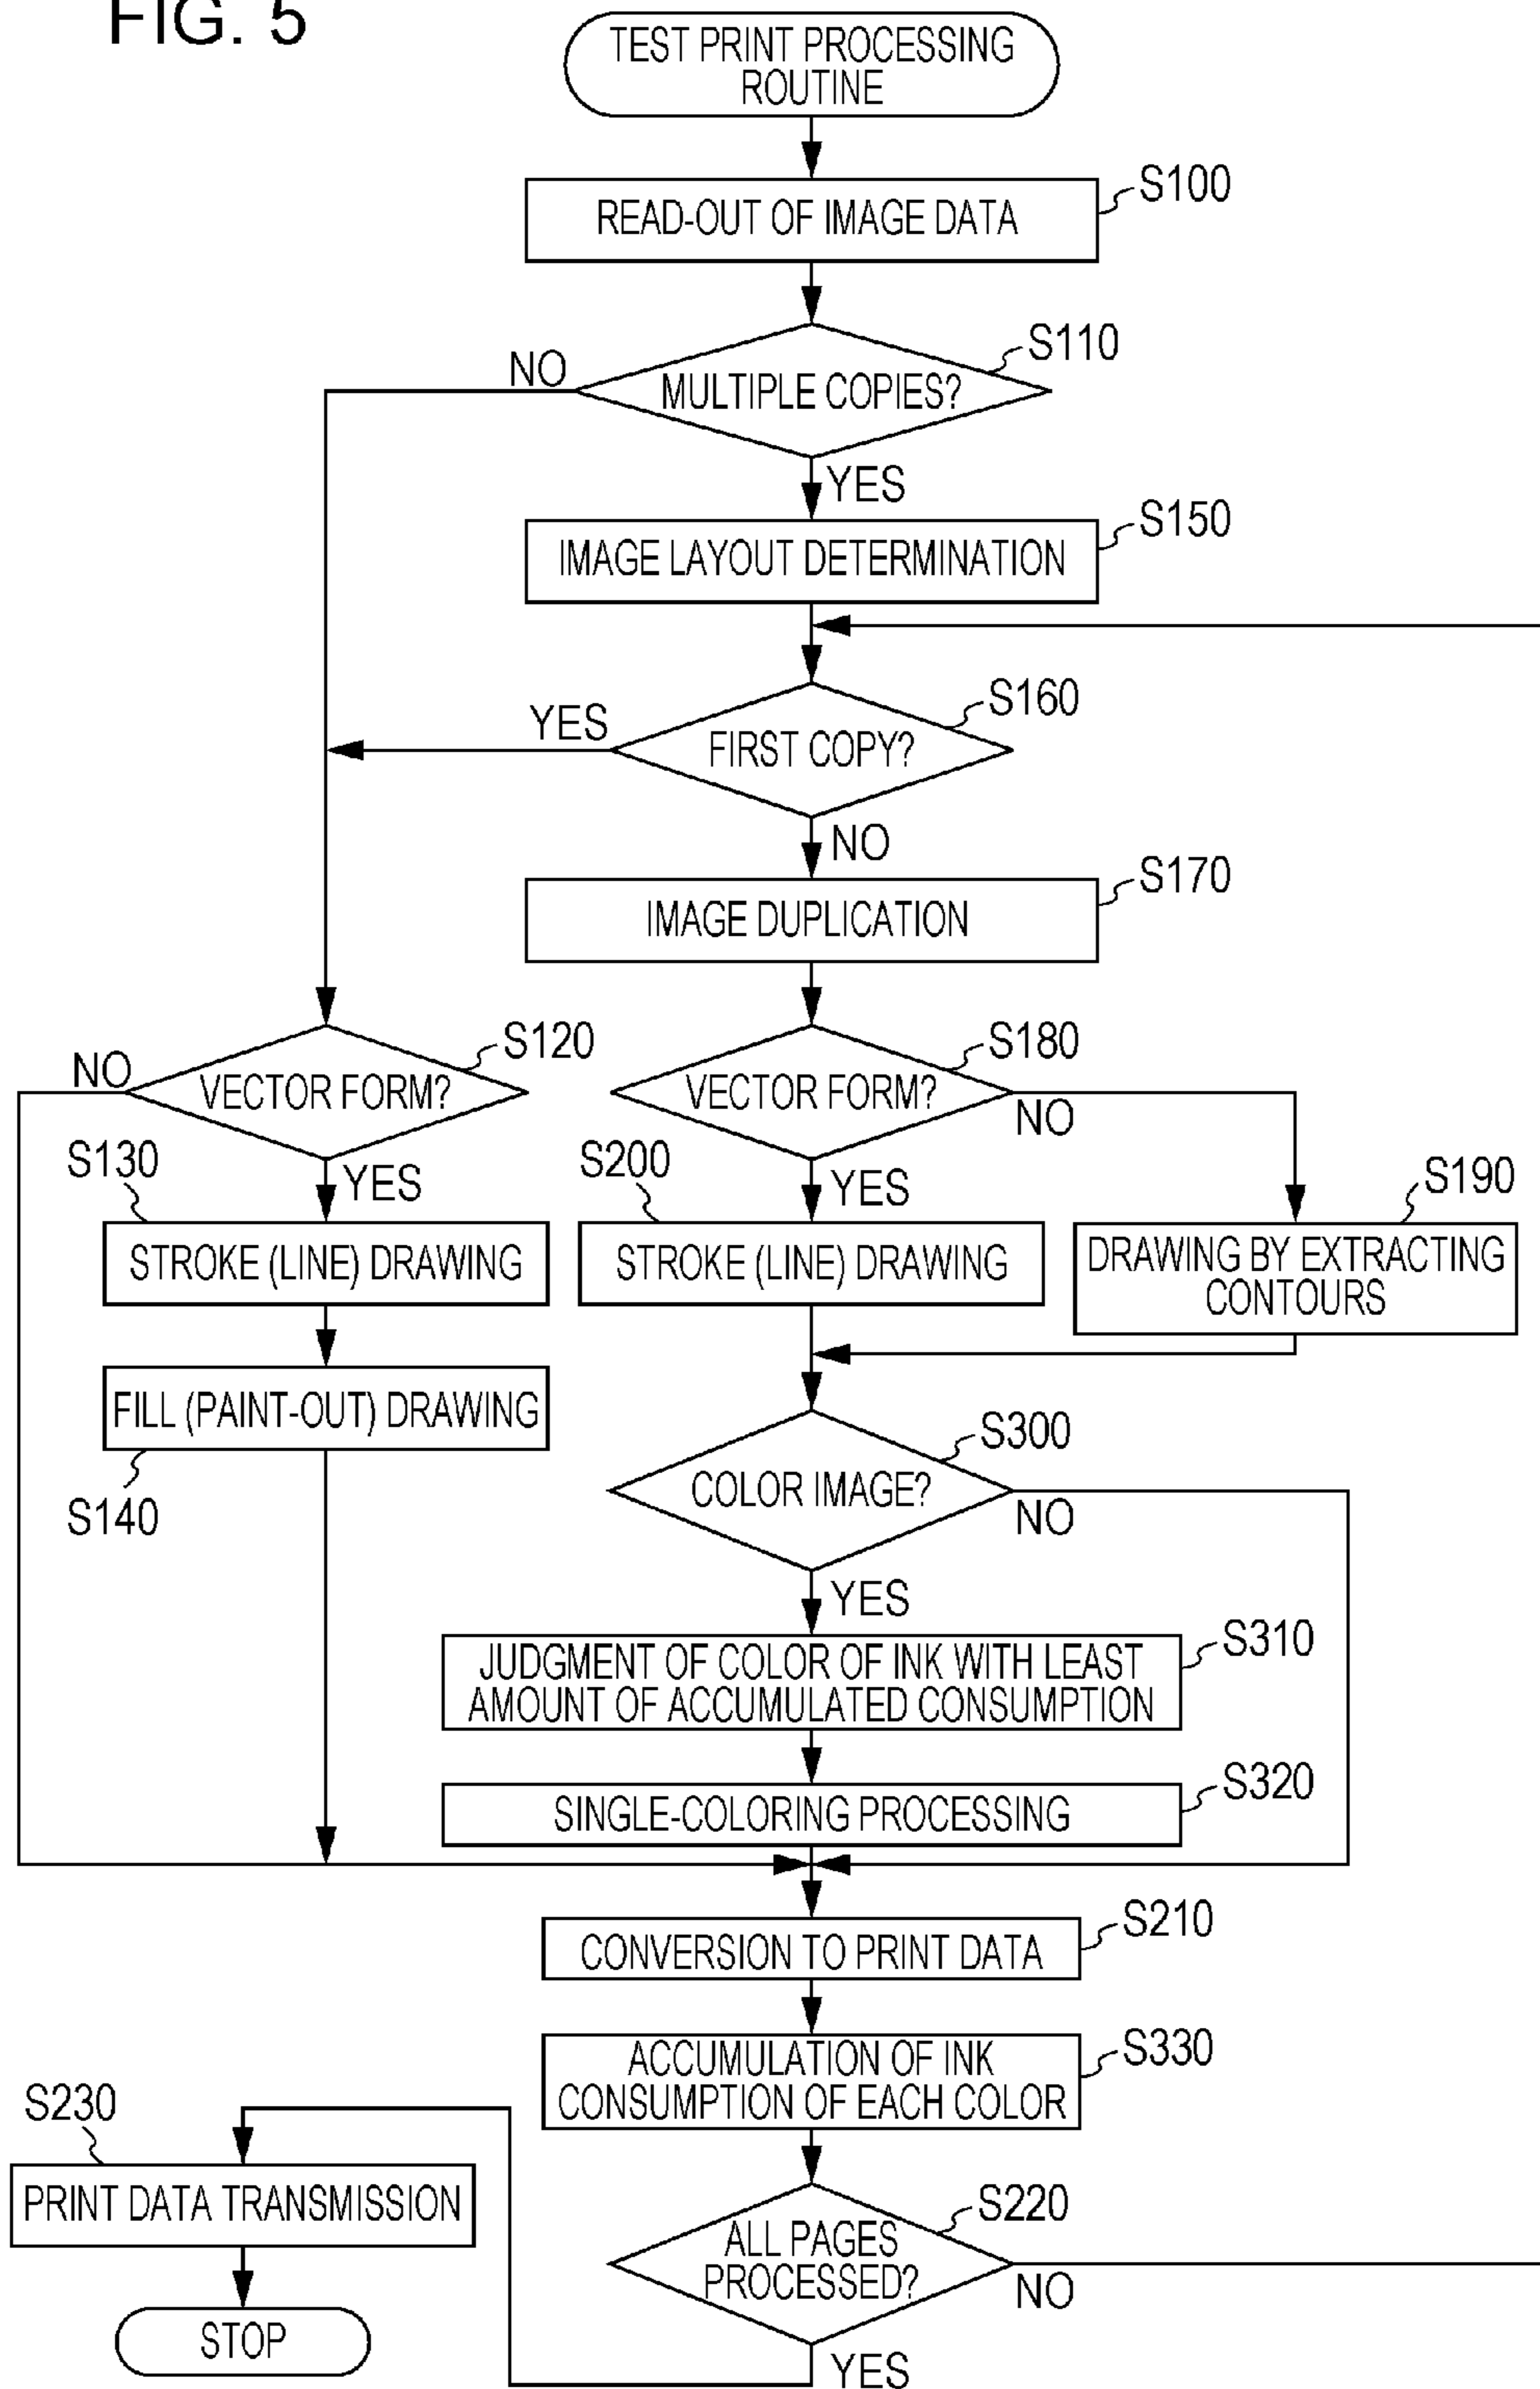 FIG. 5
TEST PRINT PROCESSING
ROUTINE
S100
READ-OUT OF IMAGE DATA
S110
NO
MULTIPLE COPIES?
YES
S150
IMAGE LAYOUT DETERMINATION
S160
YES
FIRST COPY?
NO
S170
IMAGE DUPLICATION
S120
S180
NO
VECTOR FORM?
VECTOR FORM?
NO
S130
YES
S200
YES
S190
STROKE (LINE) DRAWING
STROKE (LINE) DRAWING
DRAWING BY EXTRACTING
CONTOURS
FILL (PAINT-OUT) DRAWING
S140
S300
COLOR IMAGE?
NO
YES
S310
JUDGMENT OF COLOR OF INK WITH LEAST
AMOUNT OF ACCUMULATED CONSUMPTION
S320
SINGLE-COLORING PROCESSING
S210
CONVERSION TO PRINT DATA
S330
ACCUMULATION OF INK
CONSUMPTION OF EACH COLOR
S230
PRINT DATA TRANSMISSION
S220
ALL PAGES
PROCESSED?
NO
STOP
YES